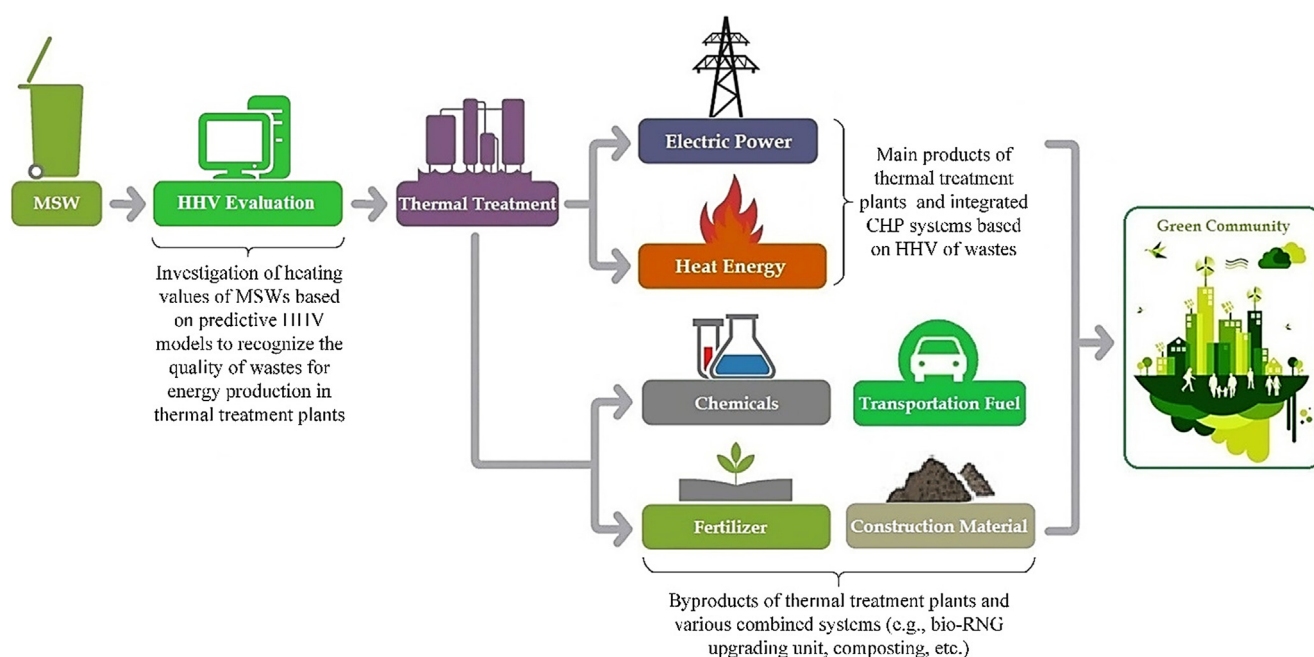 MSW
HHV Evaluation
Thermal Treatment
Investigation of heating
values of MSWs based
on predictive HHV
models to recognize the
quality of wastes for
energy production in
thermal treatment plants
Electric Power
Heat Energy
Main products of
thermal treatment
plants and integrated
CHP systems based
on HHV of wastes
Chemicals
Transportation Fuel
Fertilizer
Construction Material
Byproducts of thermal treatment plants and
various combined systems (e.g., bio-RNG
upgrading unit, composting, etc.)
Green Community